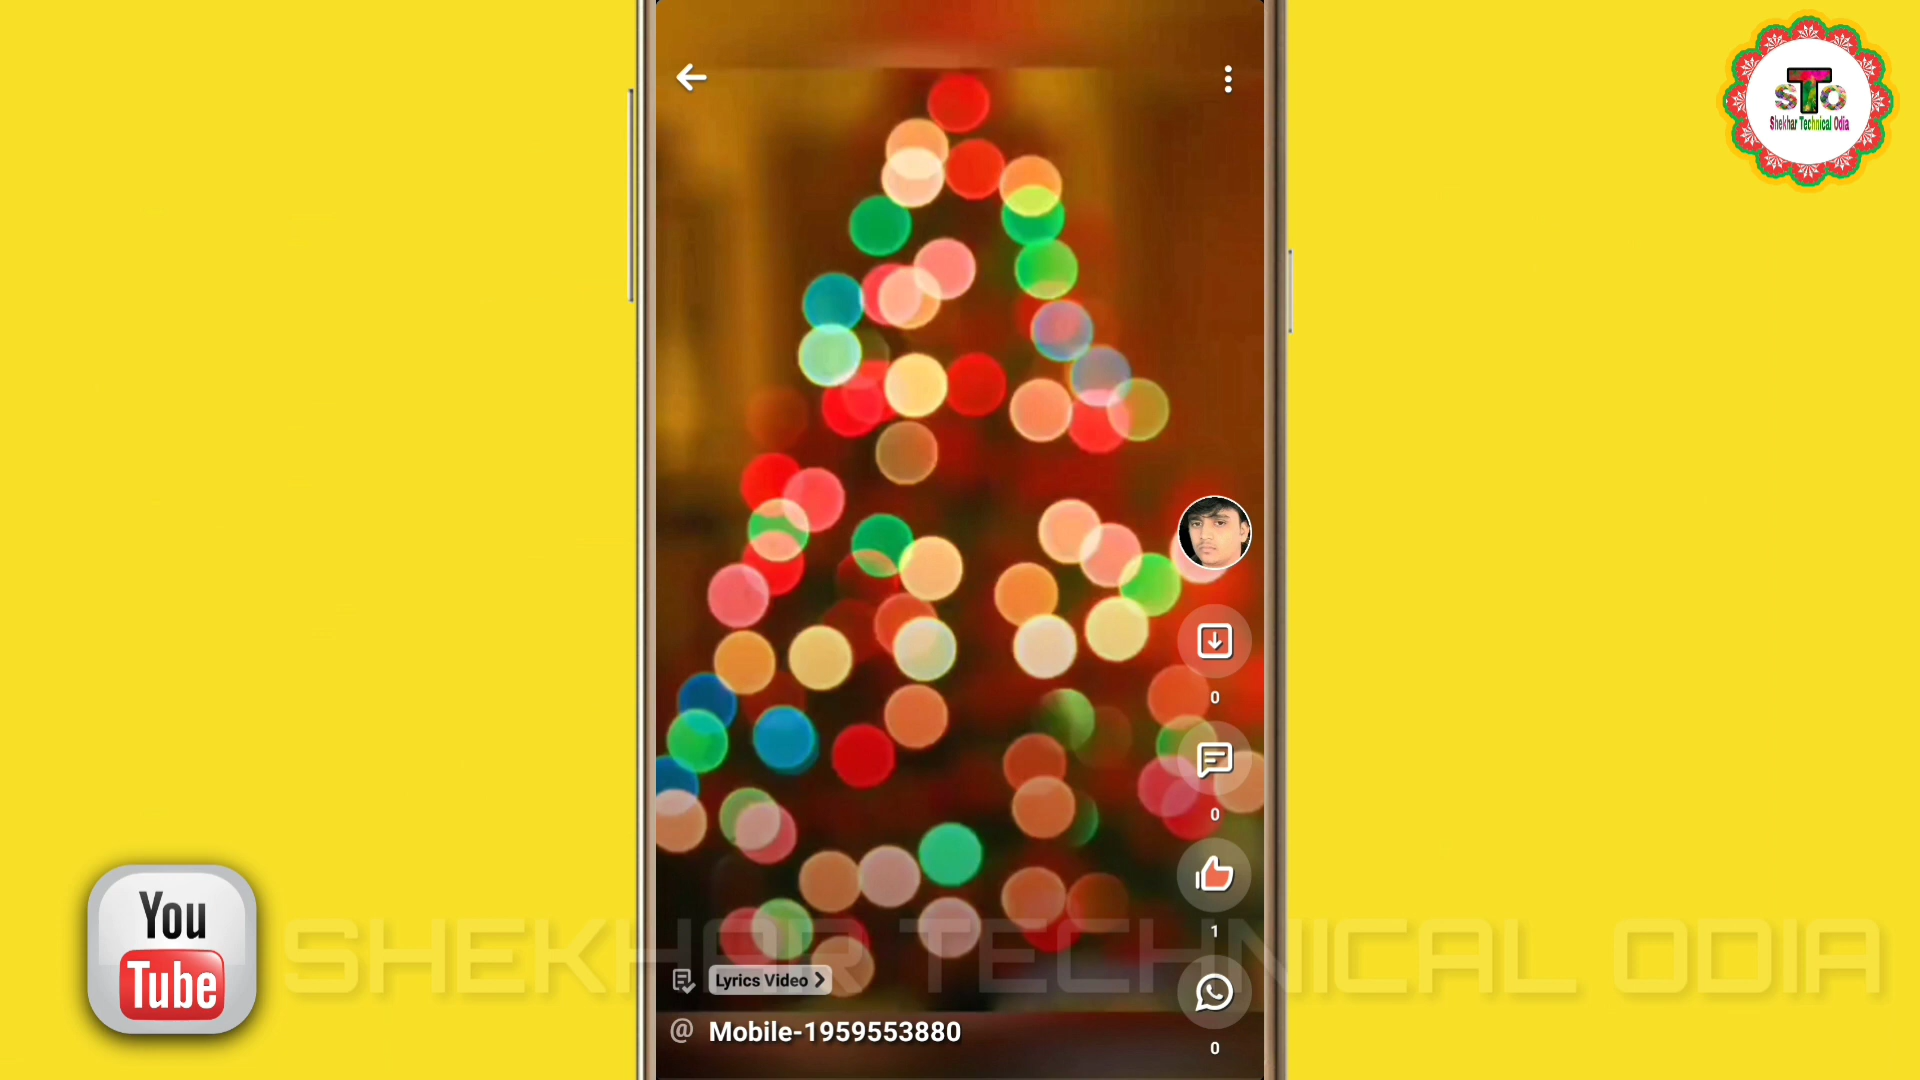 STO
Shekhar Technical Odia
0
0
1
0
Lyrics Video
@ Mobile-1959553880
You
Tube
SHEKHAR TECHNICAL ODIA